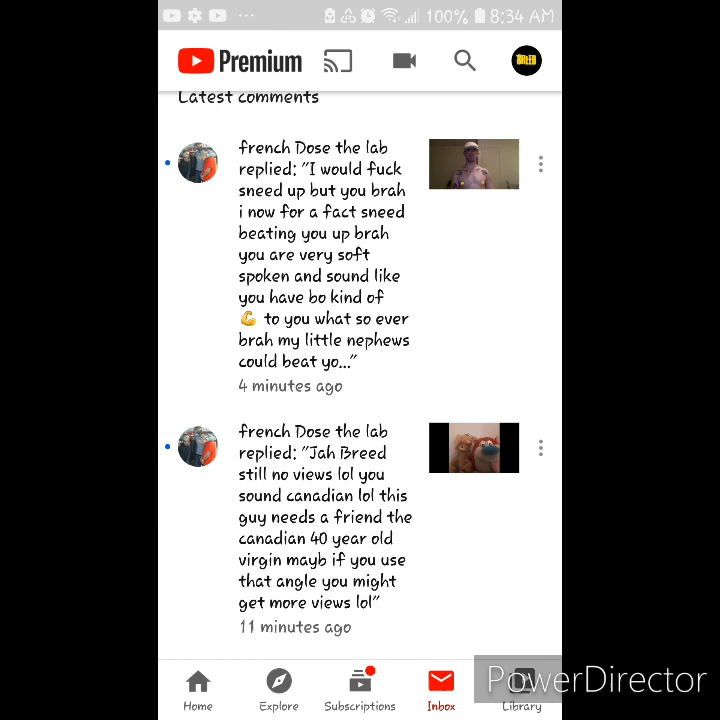 100% 8:34 AM
Premium
BREED
Latest comments
french Dose the lab
replied: "I would fuck
sneed up but you brah
i now for a fact sneed
beating you up brah
you are very soft
spoken and sound like
you have bo kind of
💪 to you what so ever
brah my little nephews
could beat yo..."
4 minutes ago
french Dose the lab
replied: "Jah Breed
still no views lol you
sound canadian lol this
guy needs a friend the
canadian 40 year old
virgin mayb if you use
that angle you might
get more views lol"
11 minutes ago
Home Explore Subscriptions Inbox Library
PowerDirector